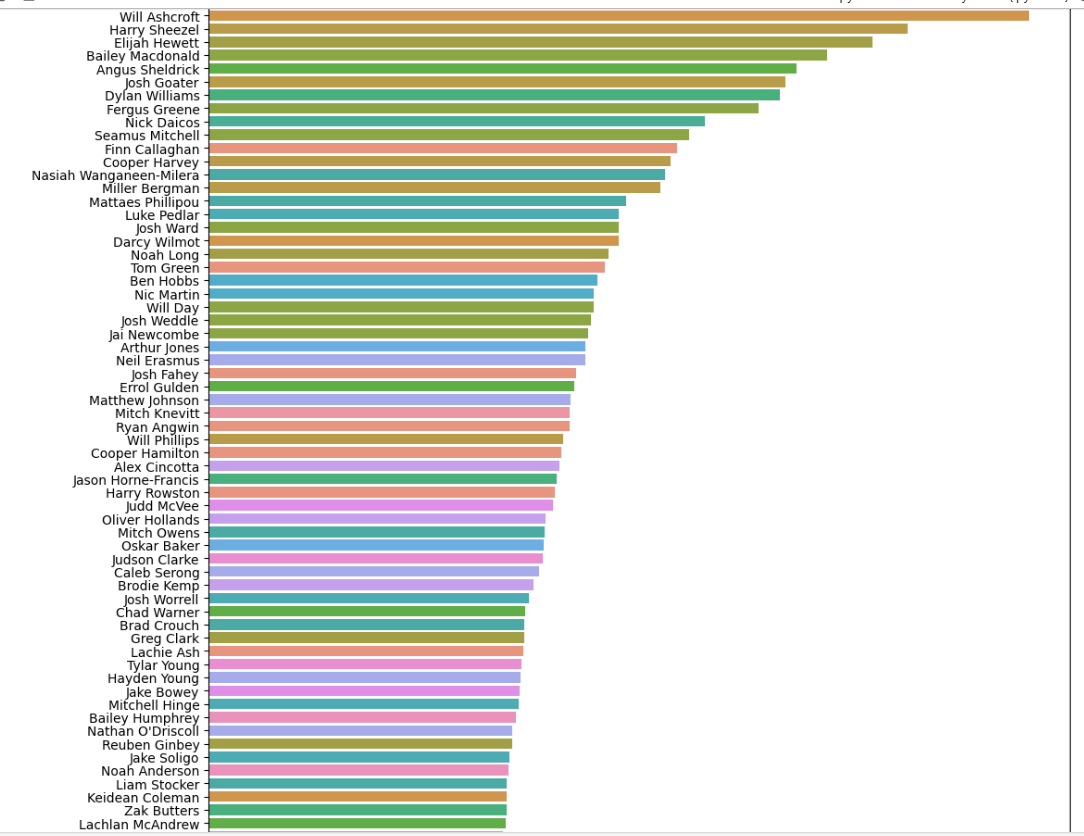 Will Ashcroft
Harry Sheezel
Elijah Hewett
Bailey Macdonald
Angus Sheldrick
Josh Goater
Dylan Williams
Fergus Greene
Nick Daicos
Seamus Mitchell
Finn Callaghan
Cooper Harvey
Nasiah Wanganeen-Milera
Miller Bergman
Mattaes Phillipou
Luke Pedlar
Josh Ward
Darcy Wilmot
Noah Long
Tom Green
Ben Hobbs
Nic Martin
Will Day
Josh Weddle
Jai Newcombe
Arthur Jones
Neil Erasmus
Josh Fahey
Errol Gulden
Matthew Johnson
Mitch Knevitt
Ryan Angwin
Will Phillips
Cooper Hamilton
Alex Cincotta
Jason Horne-Francis
Harry Rowston
Judd McVee
Oliver Hollands
Mitch Owens
Oskar Baker
Judson Clarke
Caleb Serong
Brodie Kemp
Josh Worrell
Chad Warner
Brad Crouch
Greg Clark
Lachie Ash
Tylar Young
Hayden Young
Jake Bowey
Mitchell Hinge
Bailey Humphrey
Nathan O'Driscoll
Reuben Ginbey
Jake Soligo
Noah Anderson
Liam Stocker
Keidean Coleman
Zak Butters
Lachlan McAndrew